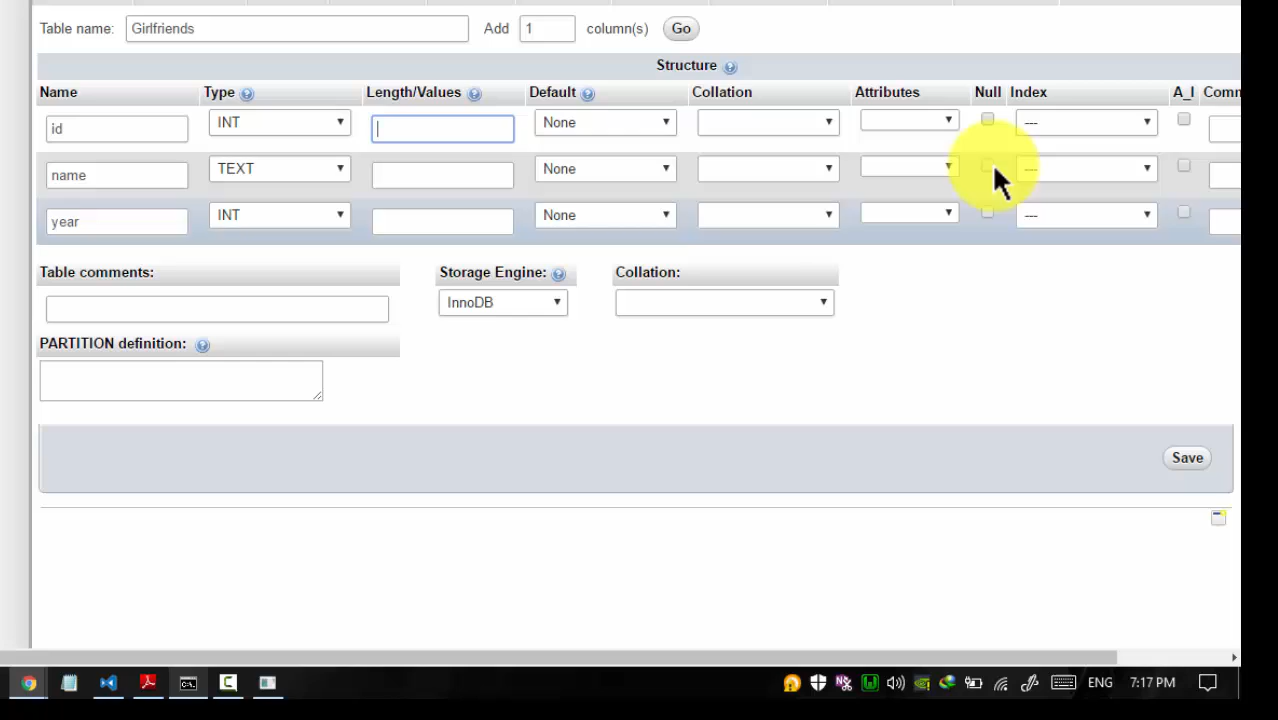 Table name: Girlfriends Add 1 column(s) Go
Structure
Name Type Length/Values Default Collation Attributes Null Index A_I Comn
id INT None ---
name TEXT None ---
year INT None ---
Table comments: Storage Engine: Collation:
InnoDB
PARTITION definition:
Save
ENG 7:17 PM